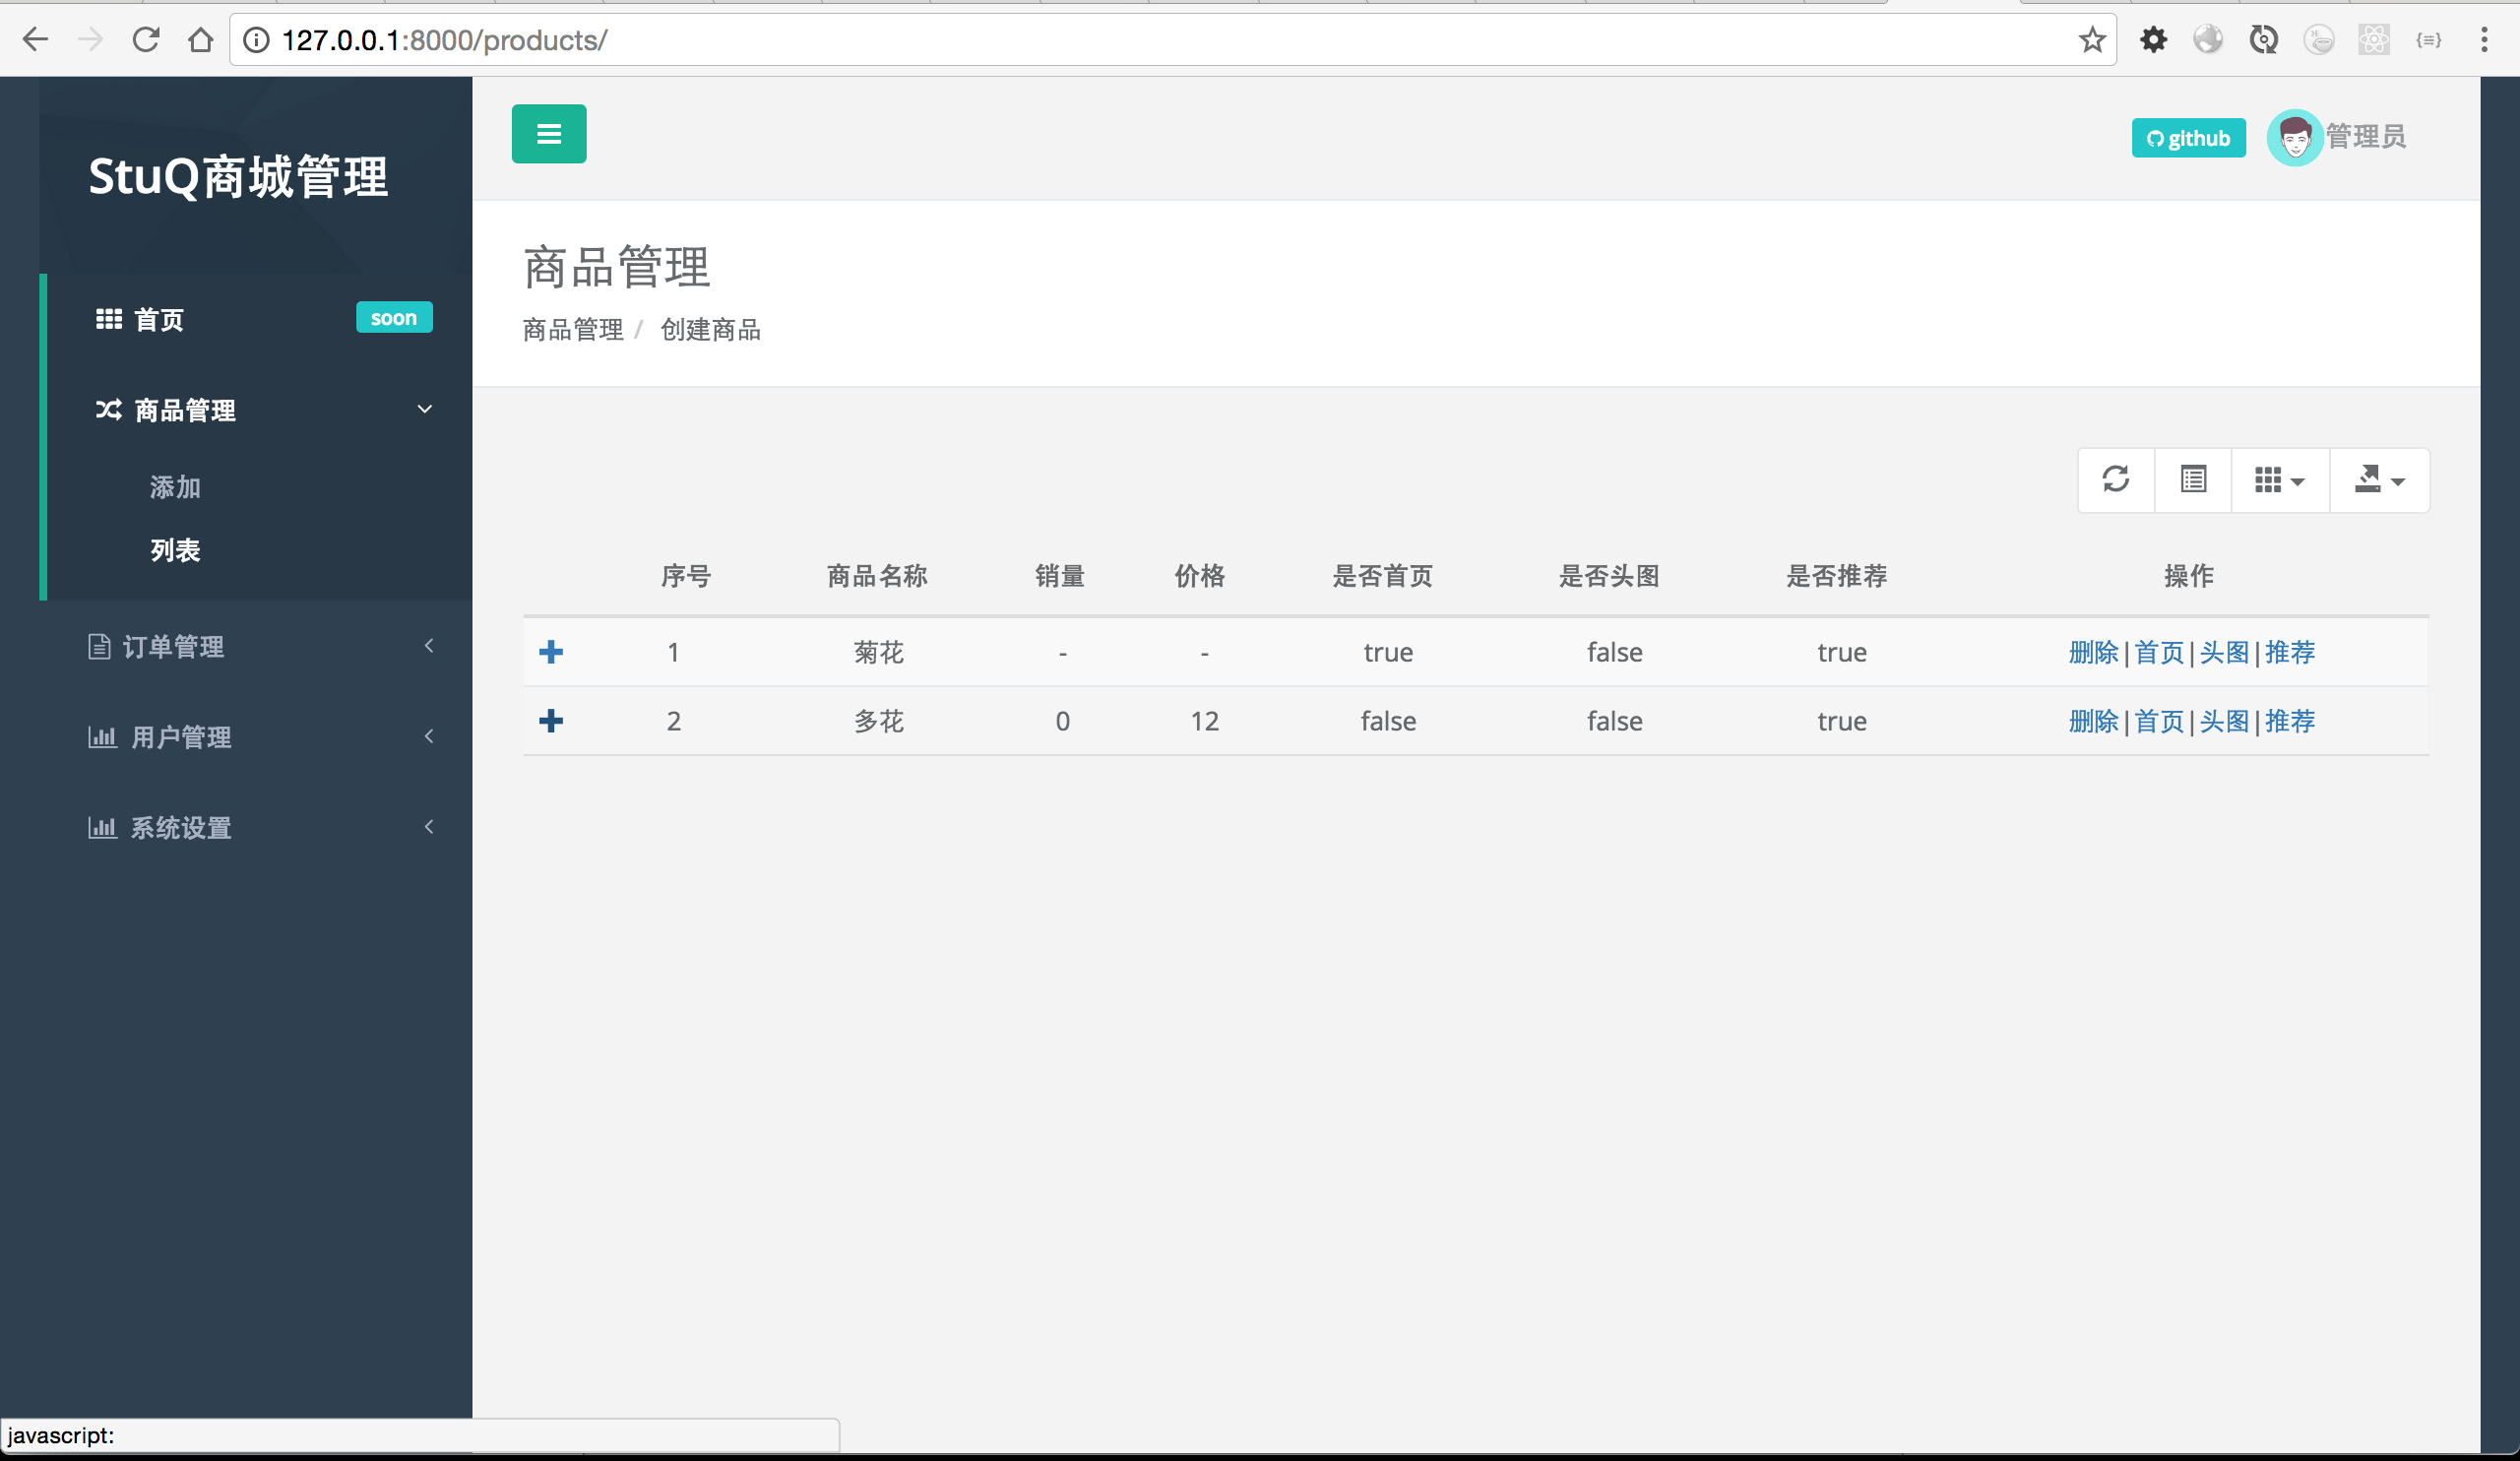 127.0.0.1:8000/products/
StuQ商城管理
首页 soon
商品管理
添加
列表
订单管理
用户管理
系统设置
github 管理员
商品管理
商品管理 / 创建商品
序号 商品名称 销量 价格 是否首页 是否头图 是否推荐 操作
1 菊花 - - true false true 删除|首页|头图|推荐
2 多花 0 12 false false true 删除|首页|头图|推荐
javascript: